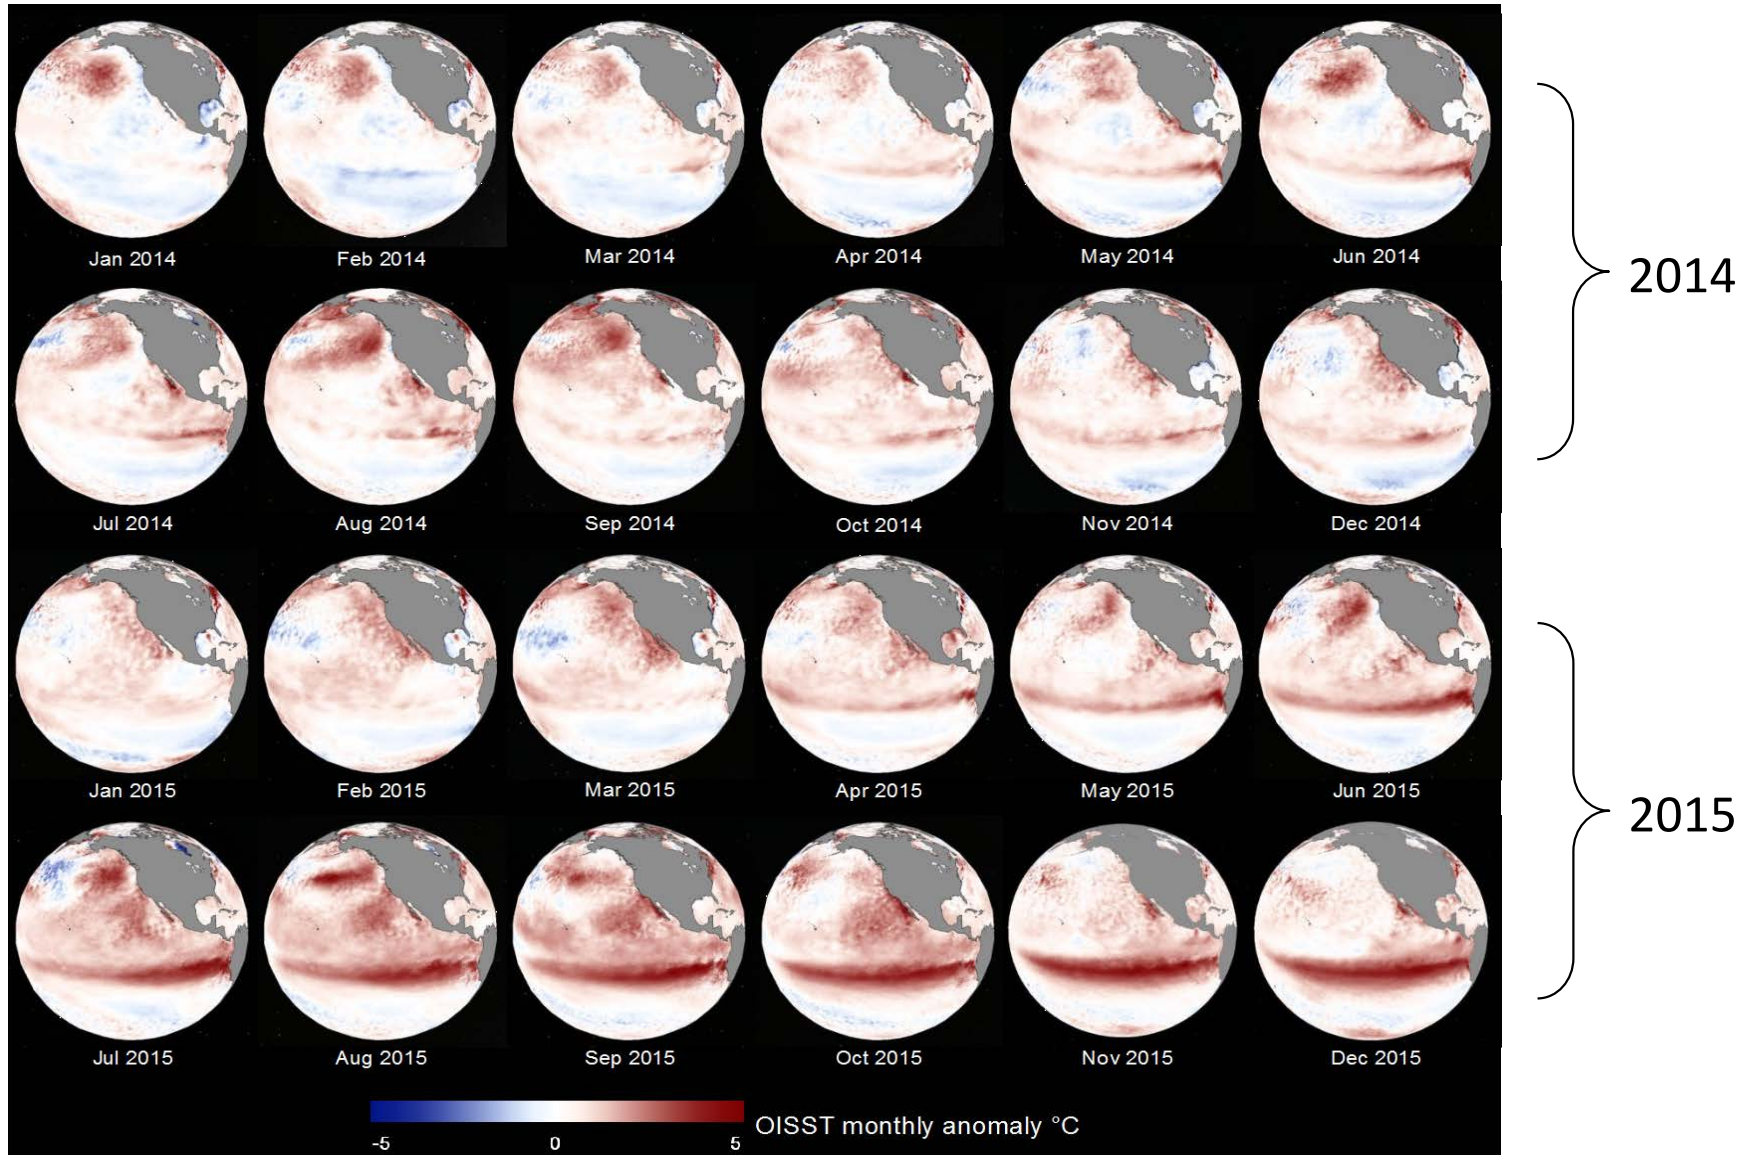 Jan 2014 Feb 2014 Mar 2014 Apr 2014 May 2014 Jun 2014
2014
Jul 2014 Aug 2014 Sep 2014 Oct 2014 Nov 2014 Dec 2014
Jan 2015 Feb 2015 Mar 2015 Apr 2015 May 2015 Jun 2015
2015
Jul 2015 Aug 2015 Sep 2015 Oct 2015 Nov 2015 Dec 2015
OISST monthly anomaly °C
-5 0 5